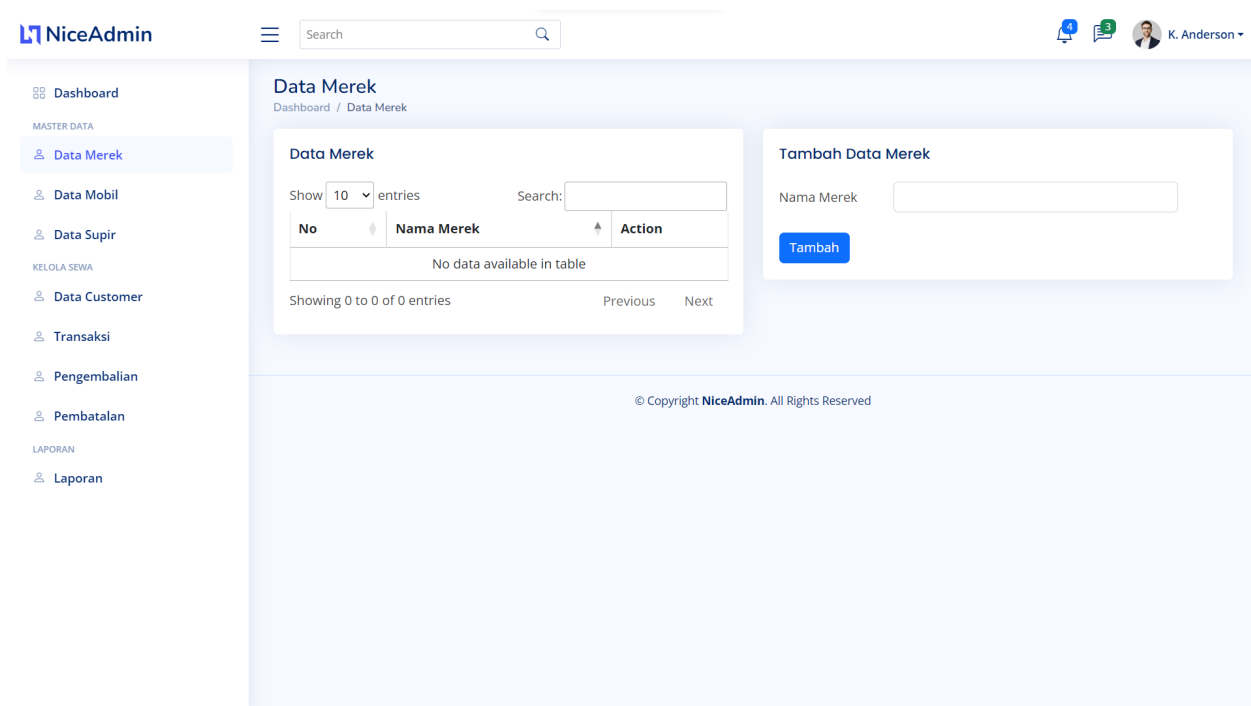 NiceAdmin
Search
4
3
K. Anderson
Dashboard
MASTER DATA
Data Merek
Data Mobil
Data Supir
KELOLA SEWA
Data Customer
Transaksi
Pengembalian
Pembatalan
LAPORAN
Laporan
Data Merek
Dashboard / Data Merek
Data Merek
Show 10 entries Search:
No Nama Merek Action
No data available in table
Showing 0 to 0 of 0 entries Previous Next
Tambah Data Merek
Nama Merek
Tambah
© Copyright NiceAdmin. All Rights Reserved